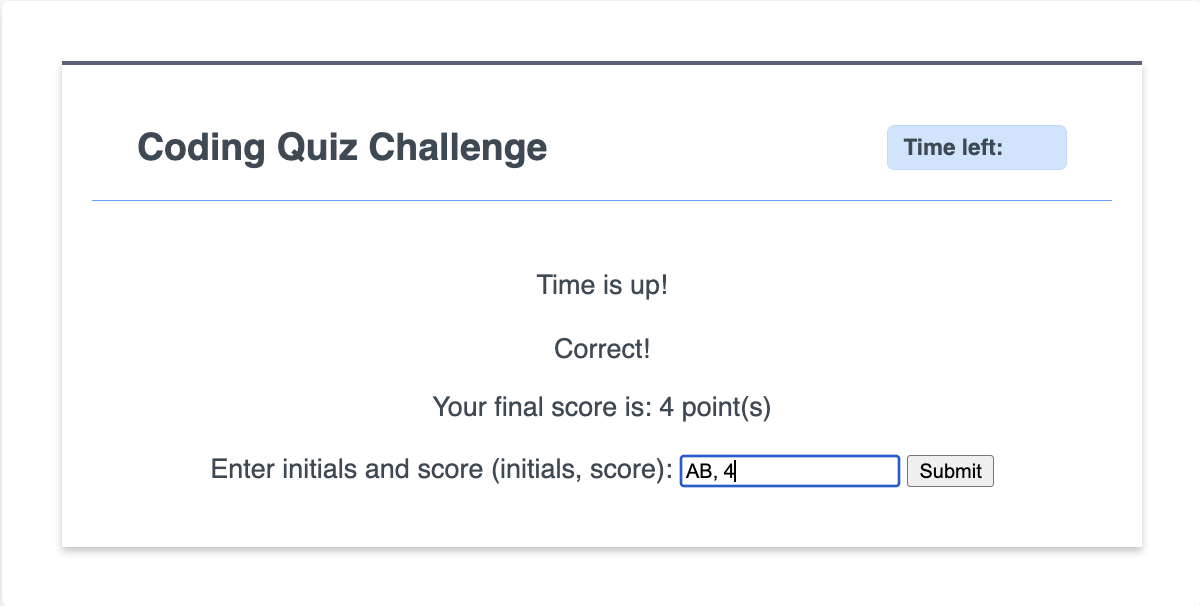 Coding Quiz Challenge
Time left:
Time is up!
Correct!
Your final score is: 4 point(s)
Enter initials and score (initials, score): AB, 4 Submit